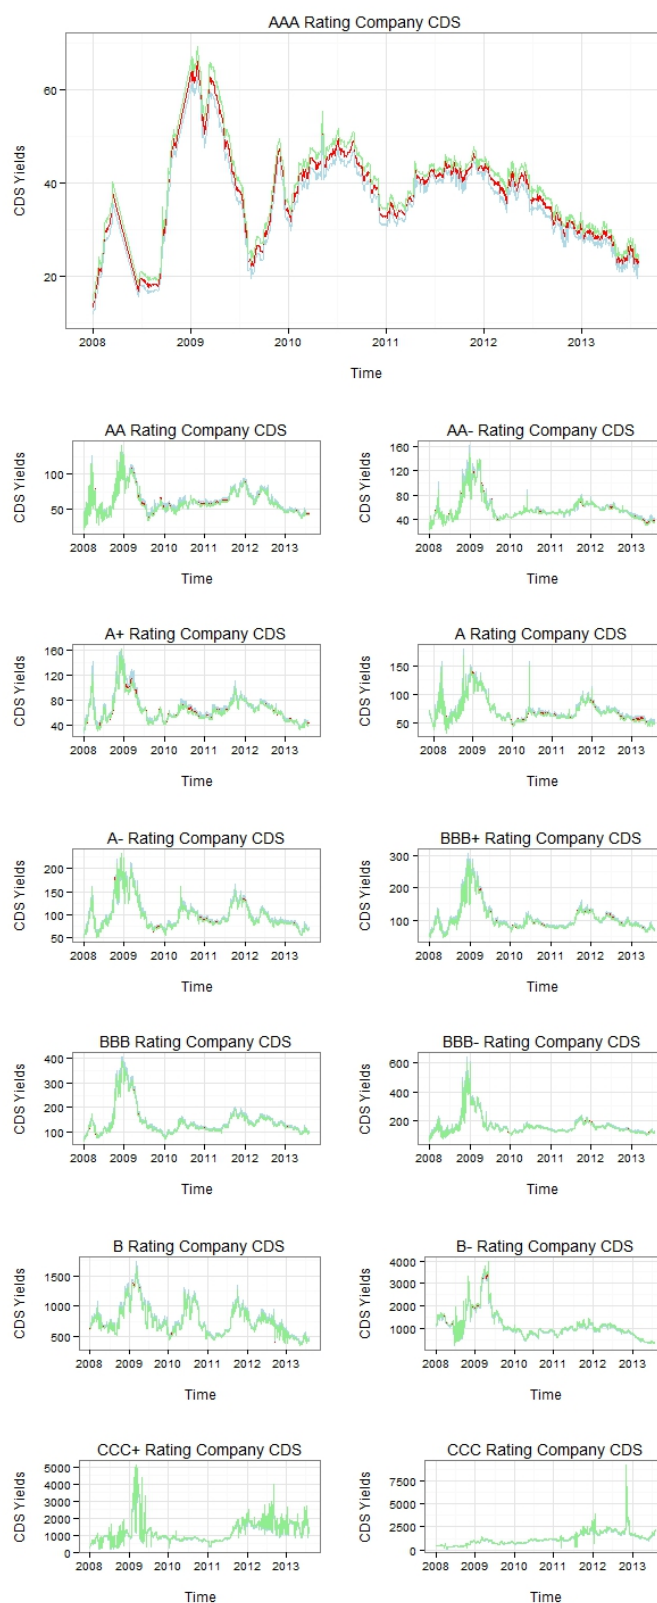 AAA Rating Company CDS
CDS Yields
60
40
20
2008 2009 2010 2011 2012 2013
Time
AA Rating Company CDS
CDS Yields
100
50
2008 2009 2010 2011 2012 2013
Time
AA- Rating Company CDS
CDS Yields
160
120
80
40
2008 2009 2010 2011 2012 2013
Time
A+ Rating Company CDS
CDS Yields
160
120
80
40
2008 2009 2010 2011 2012 2013
Time
A Rating Company CDS
CDS Yields
150
100
50
2008 2009 2010 2011 2012 2013
Time
A- Rating Company CDS
CDS Yields
200
150
100
50
2008 2009 2010 2011 2012 2013
Time
BBB+ Rating Company CDS
CDS Yields
300
200
100
2008 2009 2010 2011 2012 2013
Time
BBB Rating Company CDS
CDS Yields
400
300
200
100
2008 2009 2010 2011 2012 2013
Time
BBB- Rating Company CDS
CDS Yields
600
400
200
2008 2009 2010 2011 2012 2013
Time
B Rating Company CDS
CDS Yields
1500
1000
500
2008 2009 2010 2011 2012 2013
Time
B- Rating Company CDS
CDS Yields
4000
3000
2000
1000
2008 2009 2010 2011 2012 2013
Time
CCC+ Rating Company CDS
CDS Yields
5000
4000
3000
2000
1000
0
2008 2009 2010 2011 2012 2013
Time
CCC Rating Company CDS
CDS Yields
7500
5000
2500
0
2008 2009 2010 2011 2012 2013
Time